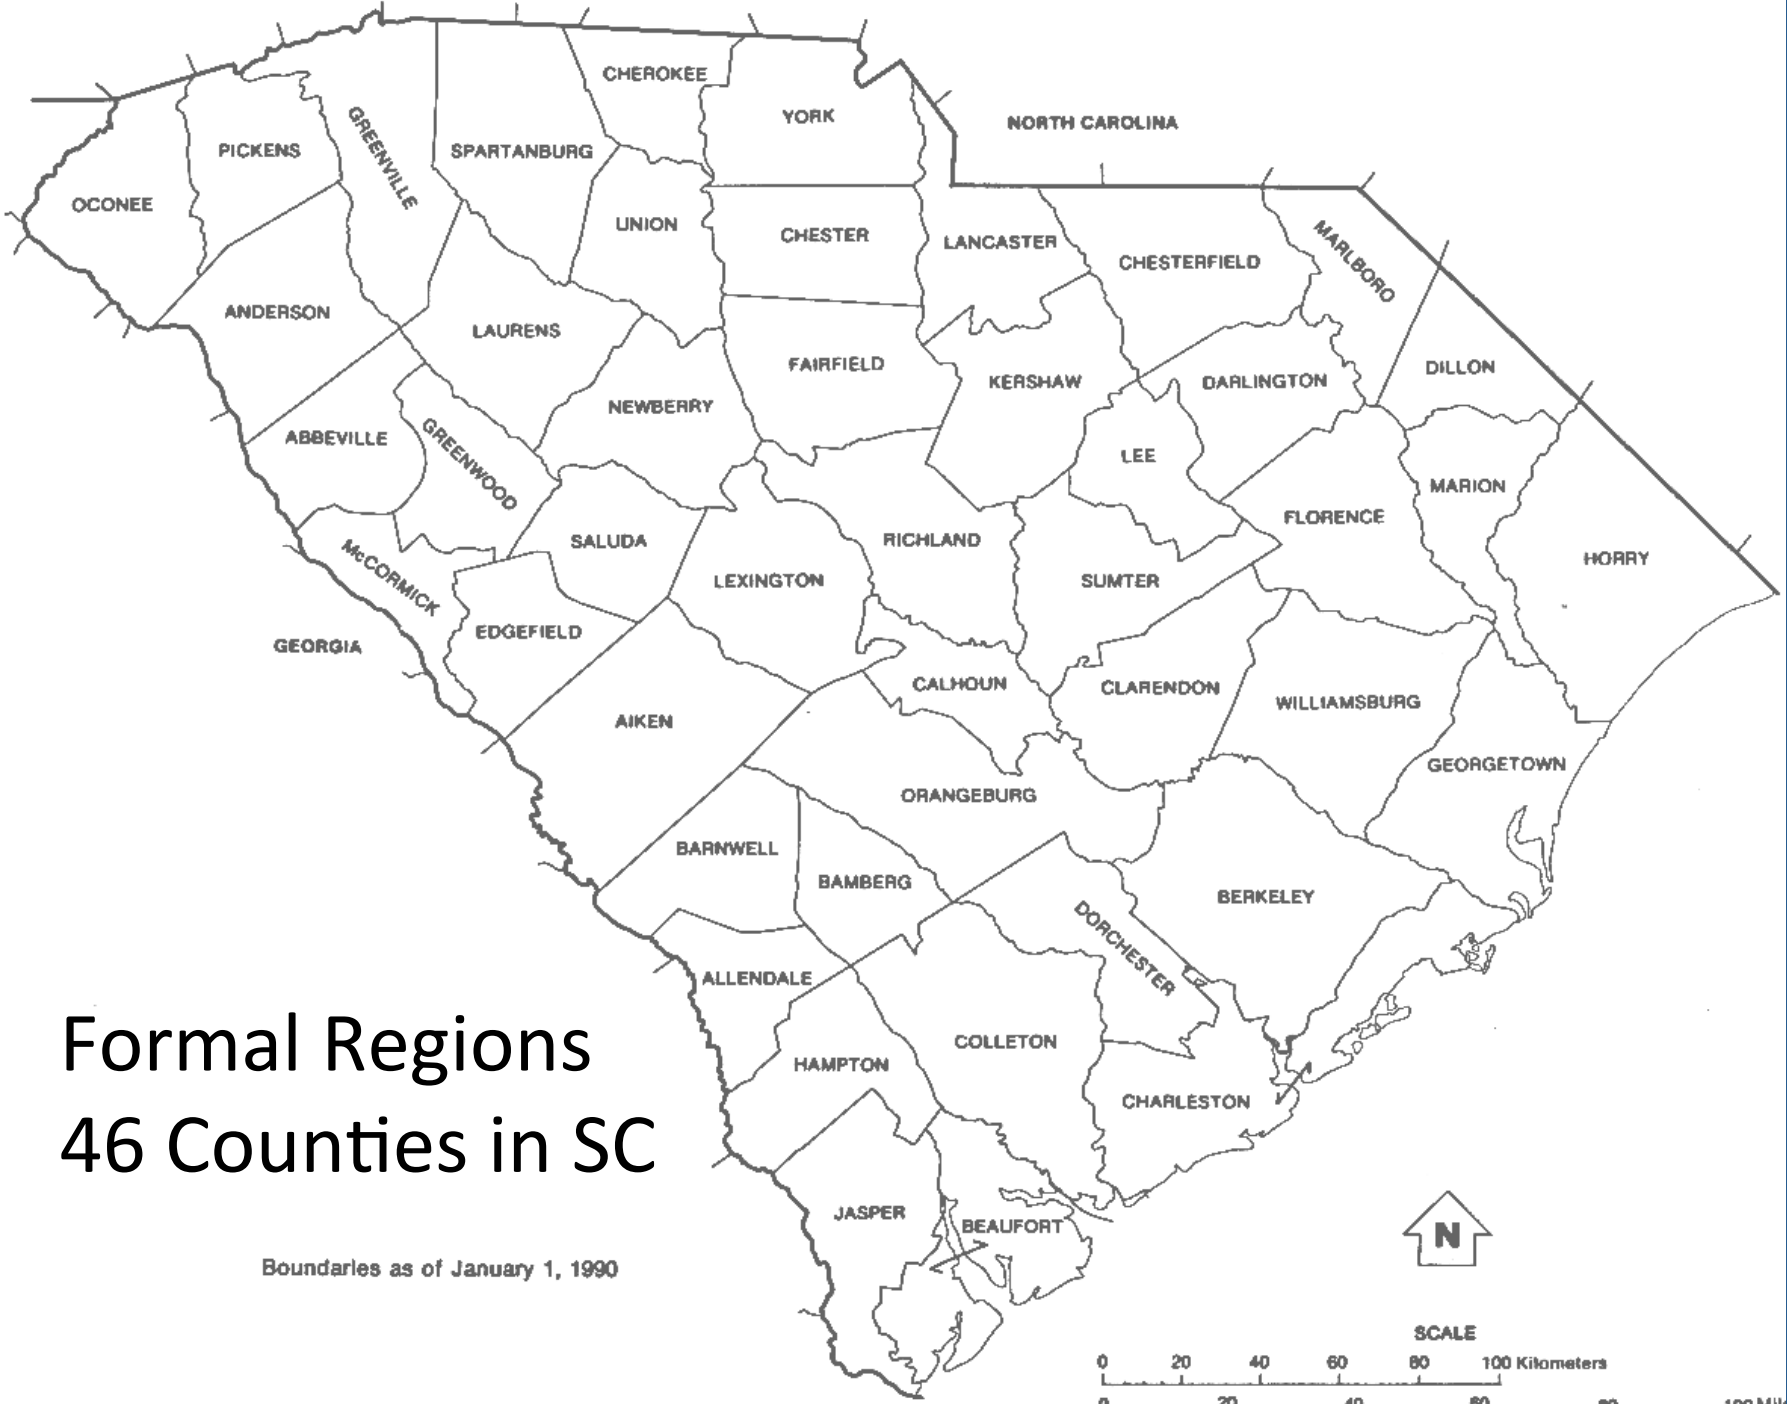 CHEROKEE
YORK
NORTH CAROLINA
PICKENS
GREENVILLE
SPARTANBURG
OCONEE
UNION
CHESTER
LANCASTER
CHESTERFIELD
MARLBORO
ANDERSON
LAURENS
FAIRFIELD
KERSHAW
DARLINGTON
DILLON
NEWBERRY
ABBEVILLE
GREENWOOD
LEE
MARION
FLORENCE
SALUDA
RICHLAND
HORRY
McCORMICK
LEXINGTON
SUMTER
EDGEFIELD
GEORGIA
CALHOUN
CLARENDON
WILLIAMSBURG
AIKEN
GEORGETOWN
ORANGEBURG
BARNWELL
BAMBERG
BERKELEY
DORCHESTER
ALLENDALE
Formal Regions
COLLETON
HAMPTON
CHARLESTON
46 Counties in SC
JASPER
BEAUFORT
N
Boundaries as of January 1, 1990
SCALE
0 20 40 60 80 100 Kilometers